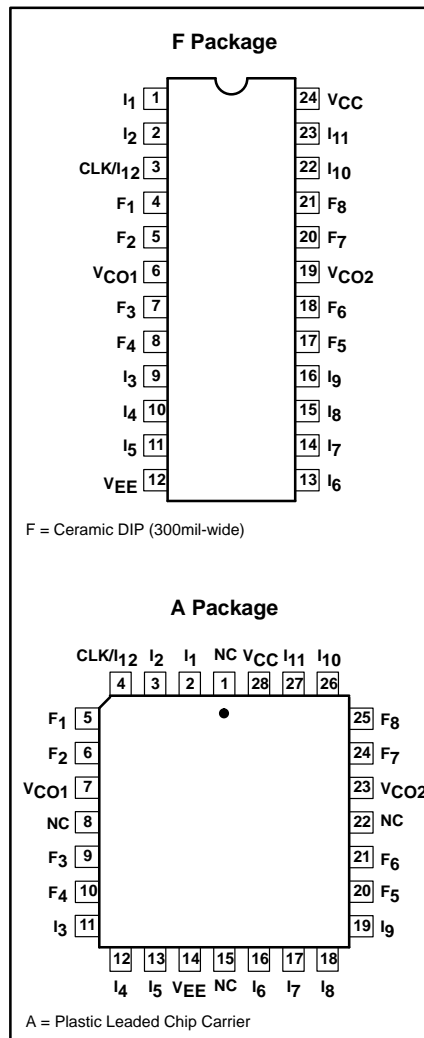 F Package
I1 1 24 VCC
I2 2 23 I11
CLK/I12 3 22 I10
F1 4 21 F8
F2 5 20 F7
VCO1 6 19 VCO2
F3 7 18 F6
F4 8 17 F5
I3 9 16 I9
I4 10 15 I8
I5 11 14 I7
VEE 12 13 I6
F = Ceramic DIP (300mil-wide)
A Package
CLK/I12 I2 I1 NC VCC I11 I10
4 3 2 1 28 27 26
F1 5 25 F8
F2 6 24 F7
VCO1 7 23 VCO2
NC 8 22 NC
F3 9 21 F6
F4 10 20 F5
I3 11 19 I9
12 13 14 15 16 17 18
I4 I5 VEE NC I6 I7 I8
A = Plastic Leaded Chip Carrier